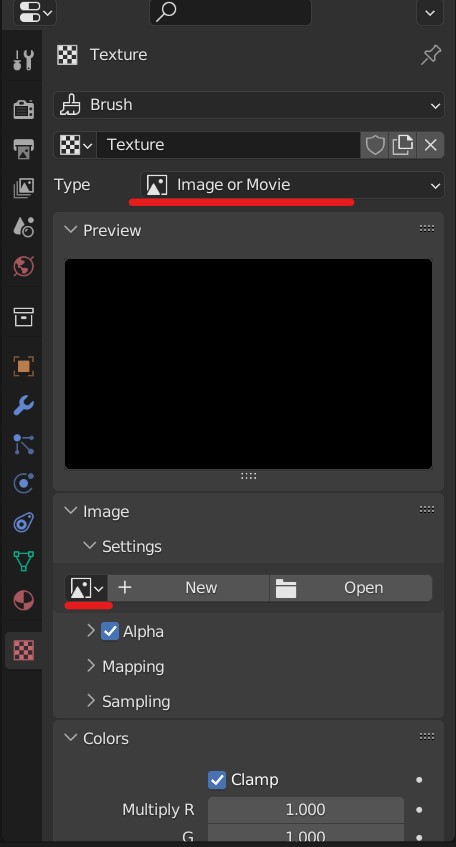 Texture
Brush
Texture
Type Image or Movie
Preview
Image
Settings
New Open
Alpha
Mapping
Sampling
Colors
Clamp
Multiply R 1.000
G 1.000